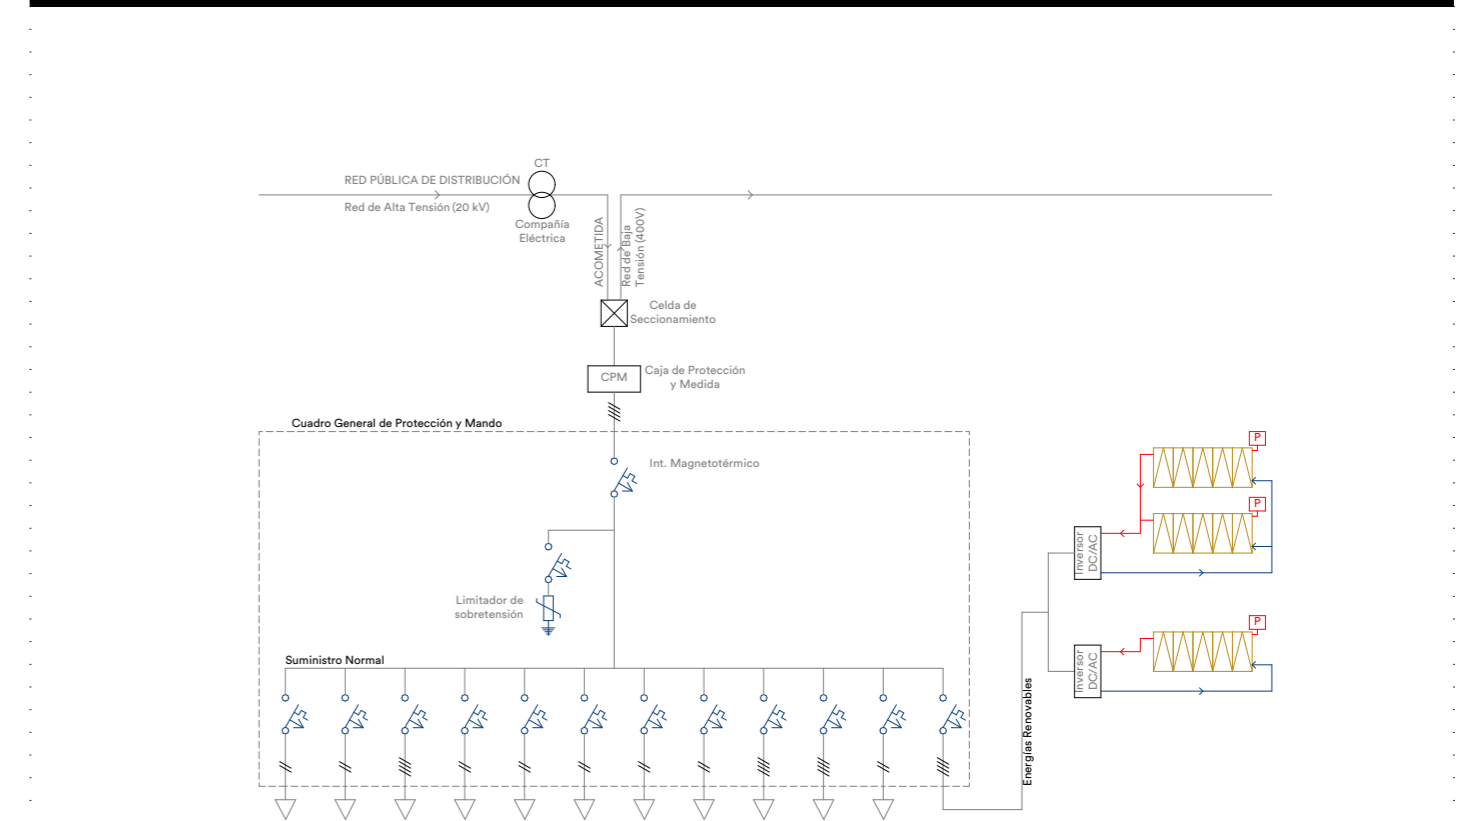 CT
RED PÚBLICA DE DISTRIBUCIÓN
Red de Alta Tensión (20 kV)
Compañía
Eléctrica
ACOMETIDA
Red de Baja
Tensión (400V)
Celda de
Seccionamiento
CPM
Caja de Protección
y Medida
Cuadro General de Protección y Mando
Int. Magnetotérmico
Limitador de
sobretensión
Suministro Normal
Energías Renovables
P
P
Inversor
DC/AC
P
Inversor
DC/AC